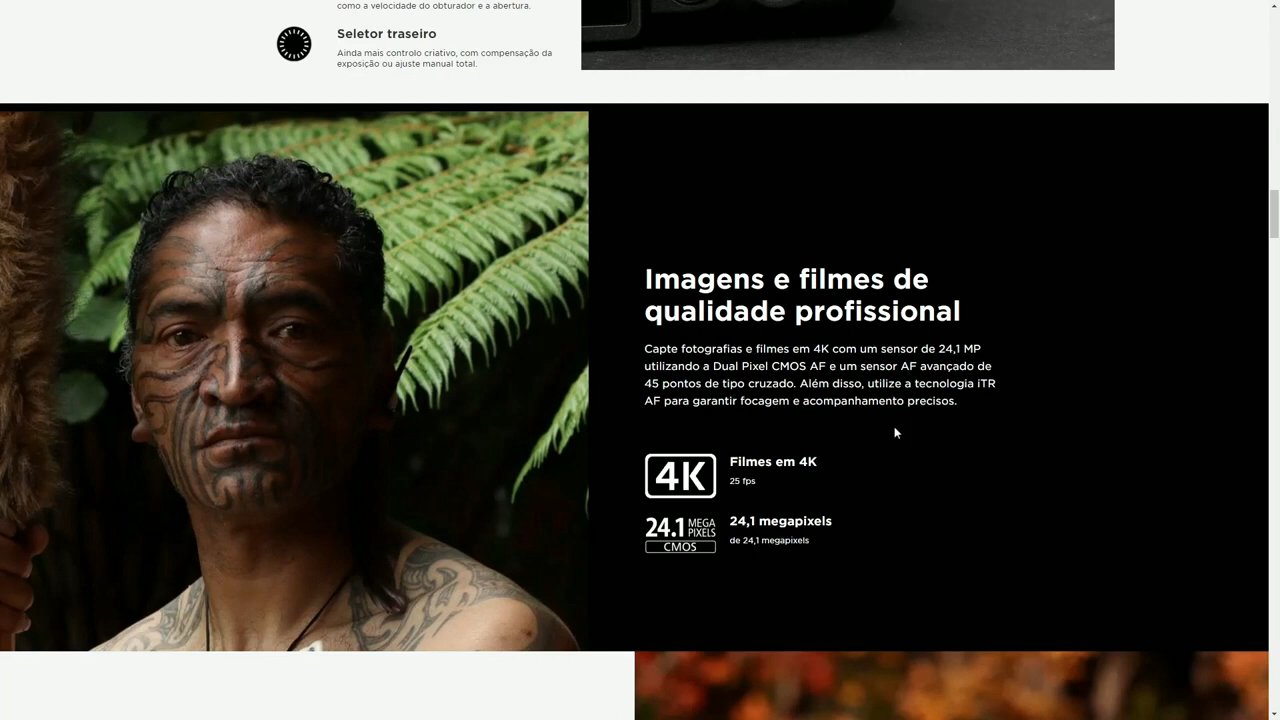 como a velocidade do obturador e a abertura.
Seletor traseiro
Ainda mais controlo criativo, com compensação da
exposição ou ajuste manual total.
Imagens e filmes de
qualidade profissional
Capte fotografias e filmes em 4K com um sensor de 24,1 MP
utilizando a Dual Pixel CMOS AF e um sensor AF avançado de
45 pontos de tipo cruzado. Além disso, utilize a tecnologia iTR
AF para garantir focagem e acompanhamento precisos.
4K
Filmes em 4K
25 fps
24.1 MEGA
PIXELS
CMOS
24,1 megapixels
de 24,1 megapixels